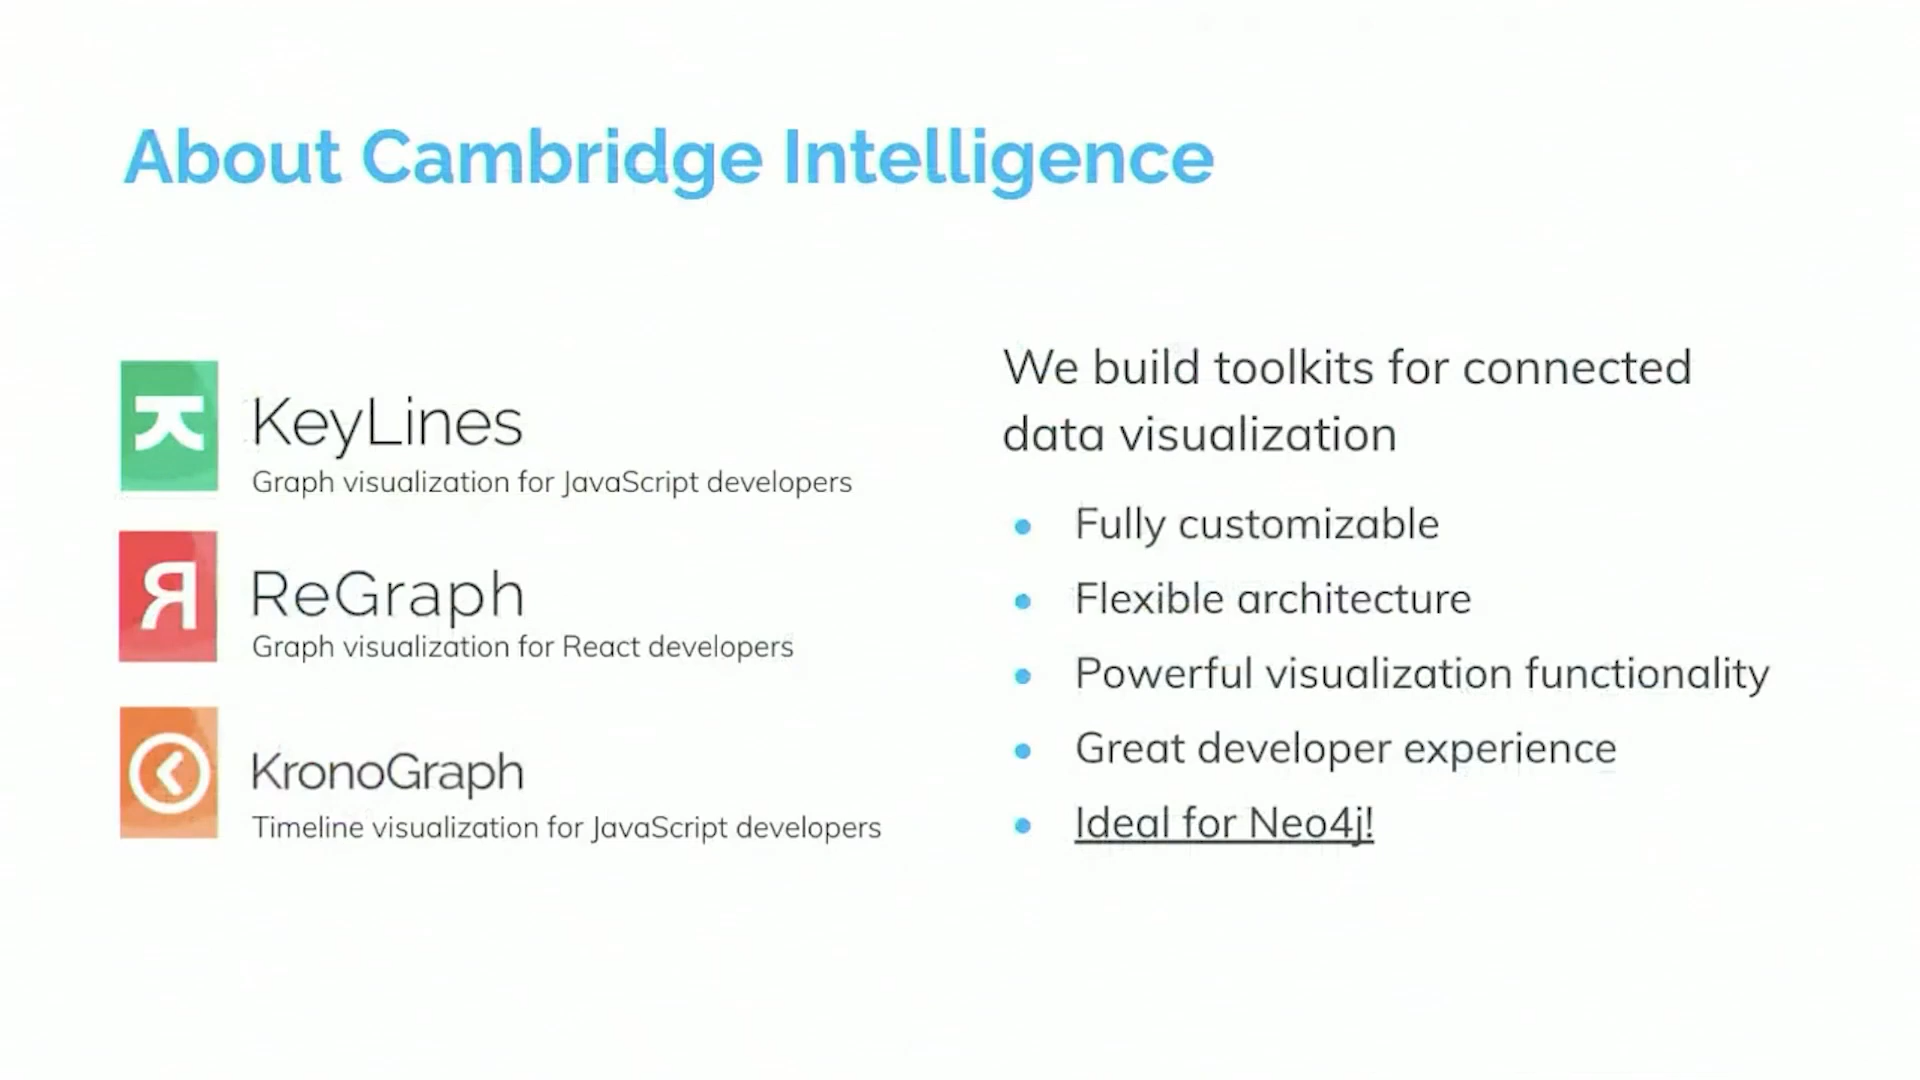 About Cambridge Intelligence
KeyLines
Graph visualization for JavaScript developers
ReGraph
Graph visualization for React developers
KronoGraph
Timeline visualization for JavaScript developers
We build toolkits for connected
data visualization
Fully customizable
Flexible architecture
Powerful visualization functionality
Great developer experience
Ideal for Neo4j!